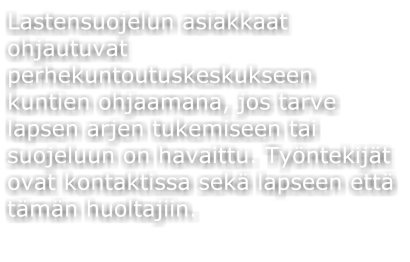 Lastensuojelun asiakkaat
ohjautuvat
perhekuntoutuskeskukseen
kuntien ohjaamana, jos tarve
lapsen arjen tukemiseen tai
suojeluun on havaittu. Työntekijät
ovat kontaktissa sekä lapseen että
tämän huoltajiin.